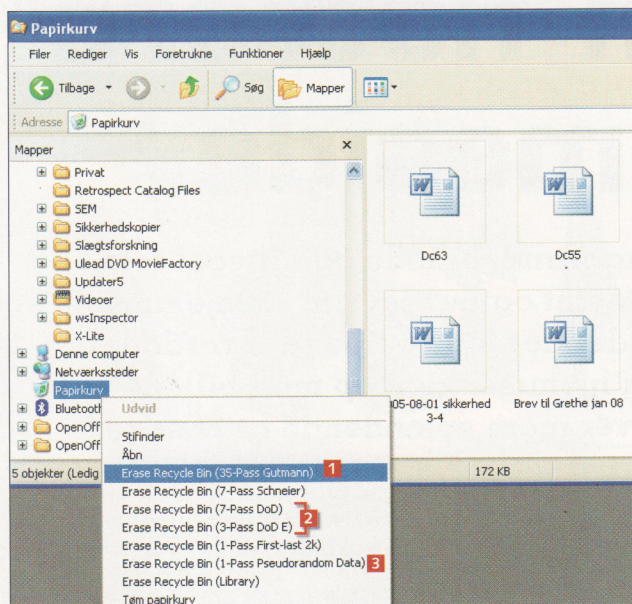 Papirkurv
Filer Rediger Vis Foretrukne Funktioner Hjælp
Tilbage Søg Mapper
Adresse Papirkurv
Mapper
Privat
Retrospect Catalog Files
SEM
Sikkerhedskopier
Slægtsforskning
Ulead DVD MovieFactory
Updater5
Videoer
wsInspector
X-Lite
Denne computer
Netværkssteder
Papirkurv
Bluetooth
OpenOff
OpenOff
5 objekter (Ledig
Dc63
Dc55
05-08-01 sikkerhed
3-4
Brev til Grethe jan 08
172 KB
Udvid
Stifinder
Åbn
Erase Recycle Bin (35-Pass Gutmann) 1
Erase Recycle Bin (7-Pass Schneier)
Erase Recycle Bin (7-Pass DoD)
2
Erase Recycle Bin (3-Pass DoD E)
Erase Recycle Bin (1-Pass First-last 2k)
Erase Recycle Bin (1-Pass Pseudorandom Data) 3
Erase Recycle Bin (Library)
Tøm papirkurv